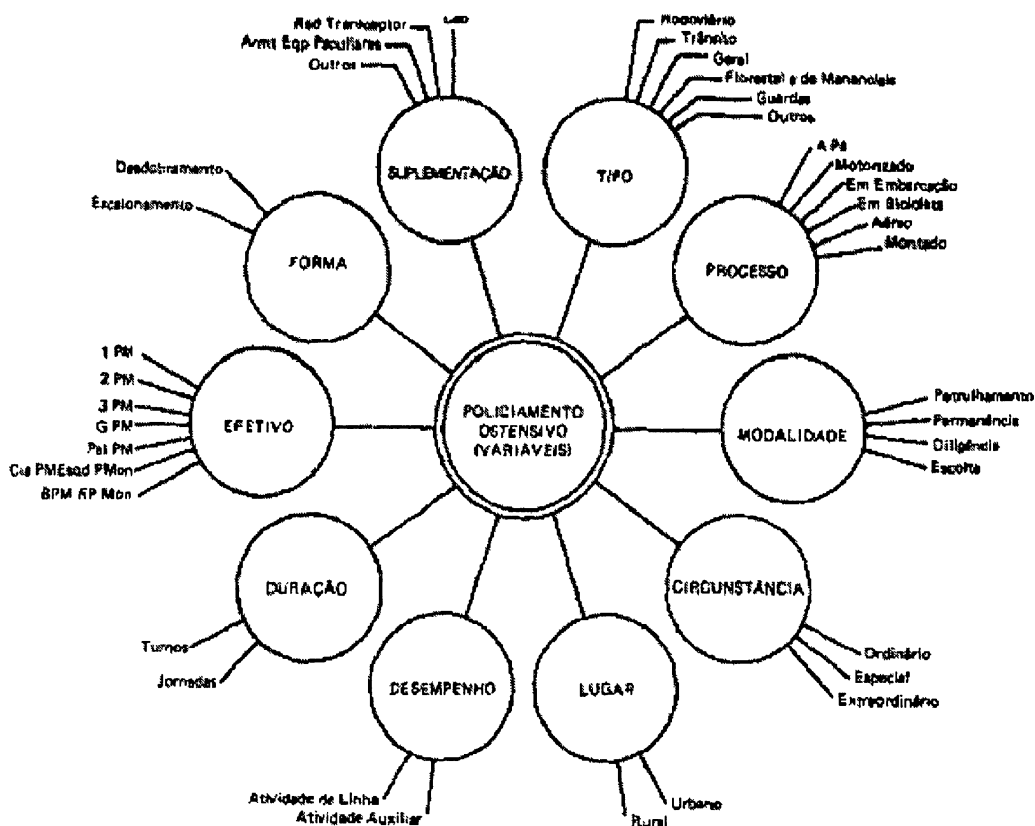 Rad Transceptor
Cão
Armt Eqp Peculiares
Outros
SUPLEMENTAÇÃO
Rodoviário
Trânsito
Geral
Florestal e de Mananciais
Guardas
Outros
TIPO
A Pé
Motorizado
Em Embarcação
Em Bicicleta
Aéreo
Montado
PROCESSO
Desdobramento
Escalonamento
FORMA
1 PM
2 PM
3 PM
G PM
Pel PM
Cia PMEsqd PMon
BPM RP Mon
EFETIVO
POLICIAMENTO
OSTENSIVO
(VARIÁVEIS)
MODALIDADE
Patrulhamento
Permanência
Diligência
Escolta
DURAÇÃO
Turnos
Jornadas
CIRCUNSTÂNCIA
Ordinário
Especial
Extraordinário
DESEMPENHO
Atividade de Linha
Atividade Auxiliar
LUGAR
Urbano
Rural